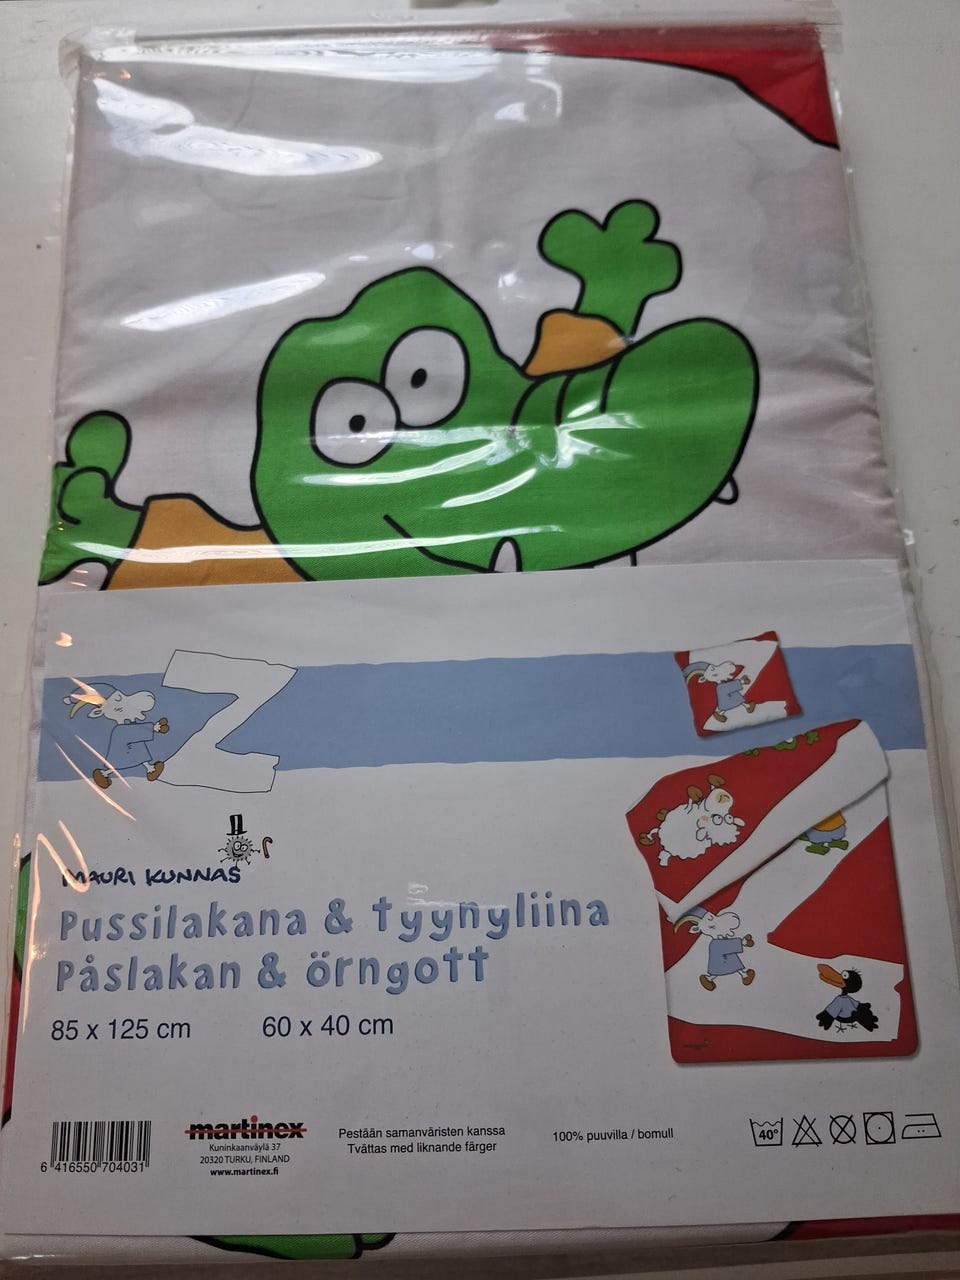 MAURI KUNNAS
Pussilakana & tyynyliina
Påslakan & örngott
85 x 125 cm 60 x 40 cm
6 416550 704031
martinex
Kuninkaanväylä 37
20320 TURKU, FINLAND
www.martinex.fi
Pestään samanväristen kanssa
Tvättas med liknande färger
100% puuvilla / bomull
40°